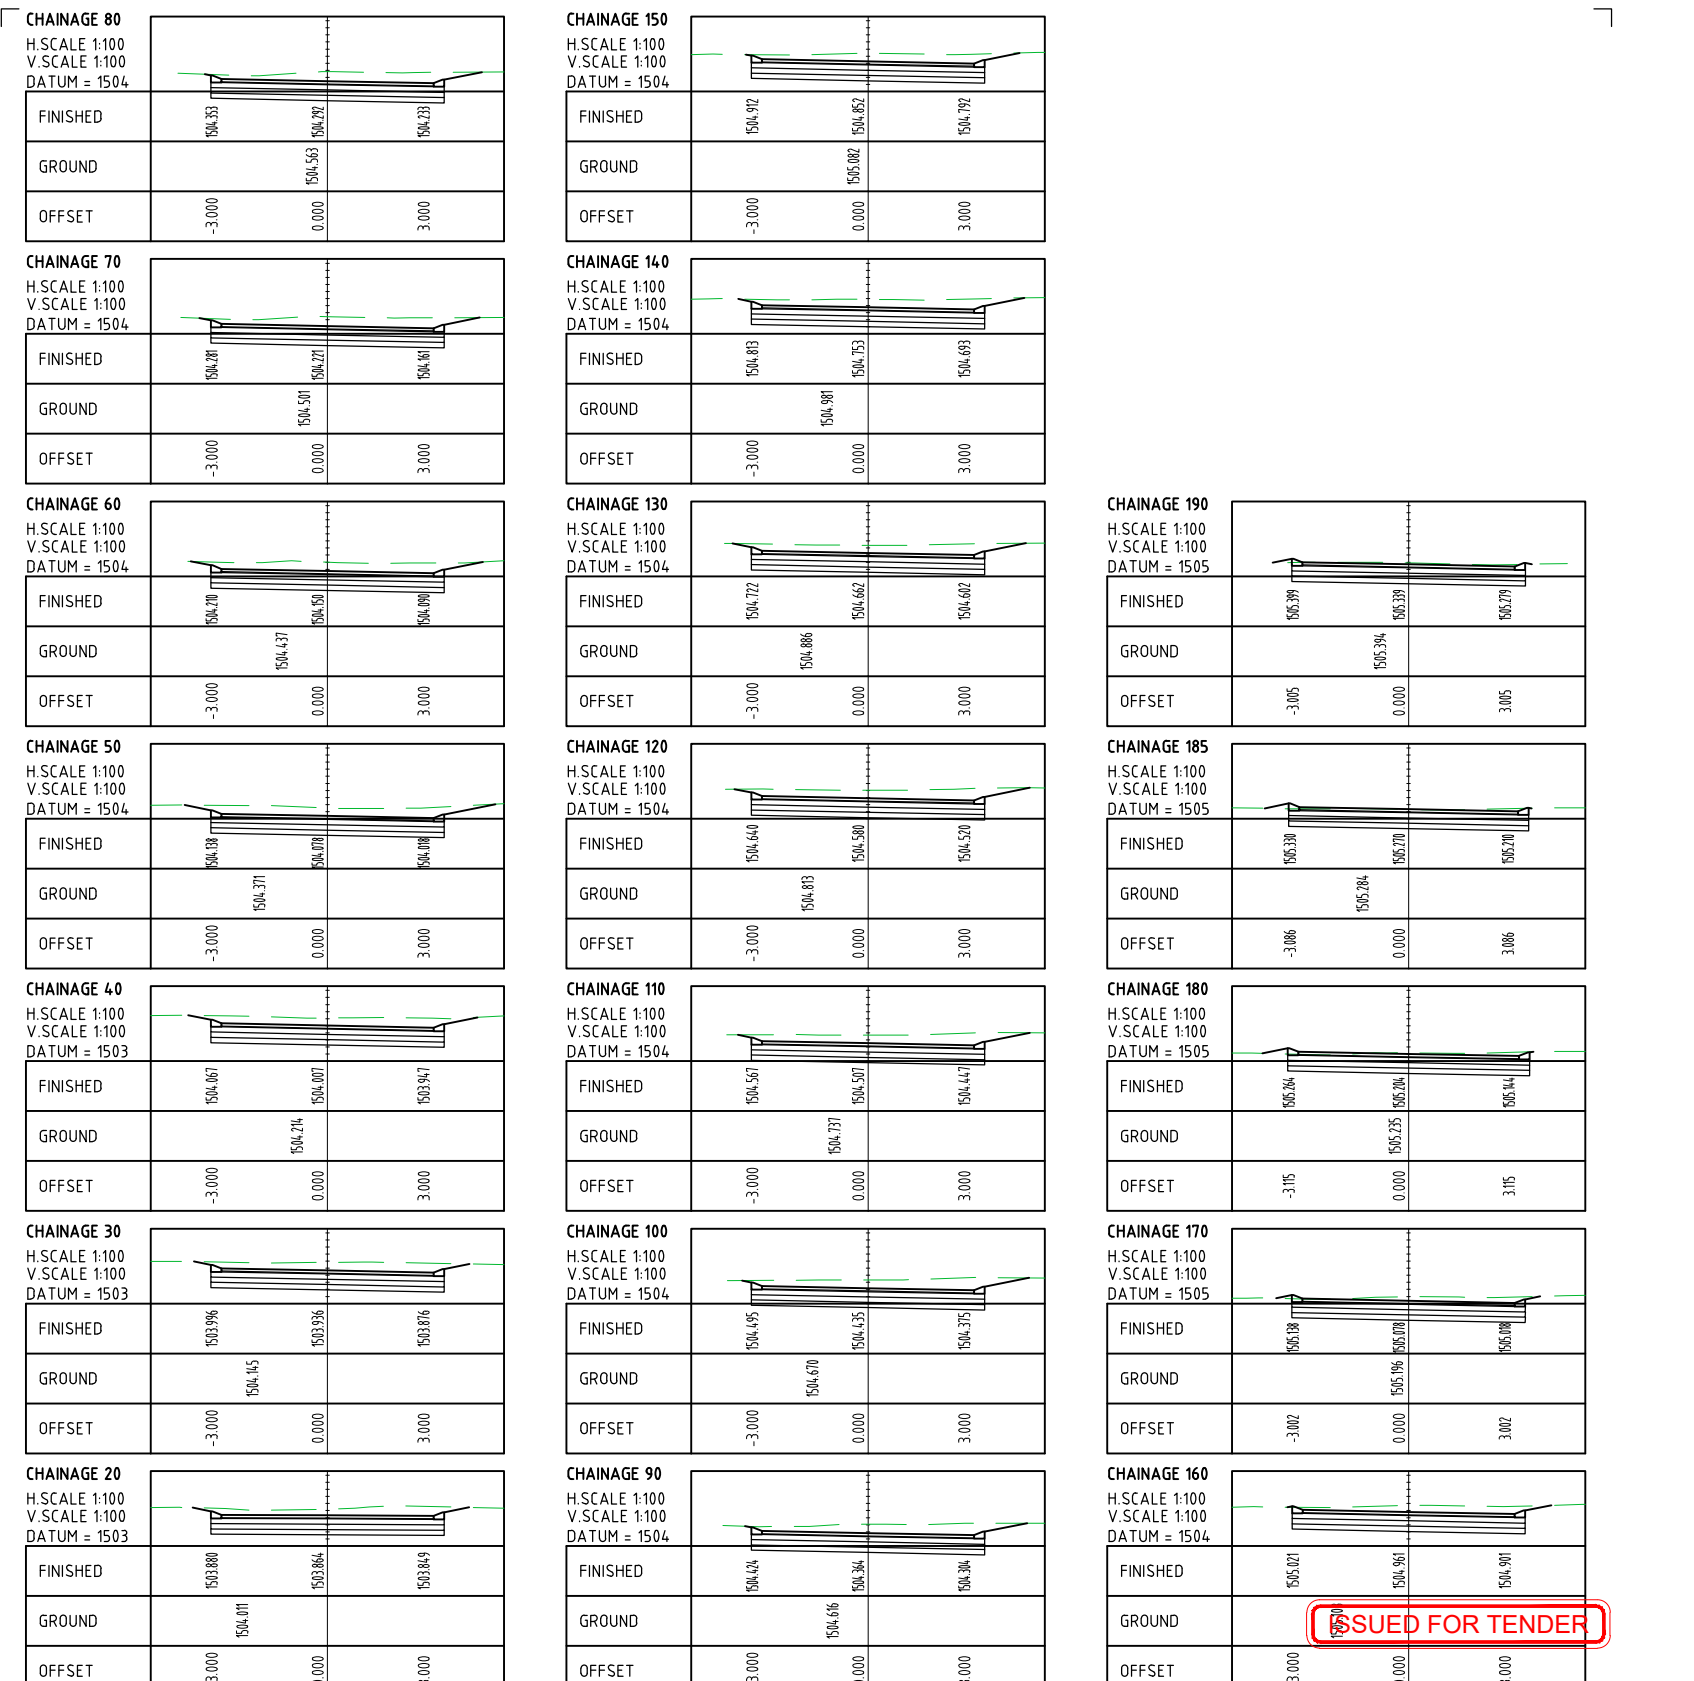 CHAINAGE 80
H.SCALE 1:100
V.SCALE 1:100
DATUM = 1504
FINISHED 1504.353 1504.292 1504.233
GROUND 1504.563
OFFSET -3.000 0.000 3.000
CHAINAGE 70
H.SCALE 1:100
V.SCALE 1:100
DATUM = 1504
FINISHED 1504.281 1504.221 1504.161
GROUND 1504.501
OFFSET -3.000 0.000 3.000
CHAINAGE 60
H.SCALE 1:100
V.SCALE 1:100
DATUM = 1504
FINISHED 1504.210 1504.150 1504.090
GROUND 1504.437
OFFSET -3.000 0.000 3.000
CHAINAGE 50
H.SCALE 1:100
V.SCALE 1:100
DATUM = 1504
FINISHED 1504.138 1504.078 1504.018
GROUND 1504.371
OFFSET -3.000 0.000 3.000
CHAINAGE 40
H.SCALE 1:100
V.SCALE 1:100
DATUM = 1503
FINISHED 1504.067 1504.007 1503.947
GROUND 1504.214
OFFSET -3.000 0.000 3.000
CHAINAGE 30
H.SCALE 1:100
V.SCALE 1:100
DATUM = 1503
FINISHED 1503.996 1503.936 1503.876
GROUND 1504.145
OFFSET -3.000 0.000 3.000
CHAINAGE 20
H.SCALE 1:100
V.SCALE 1:100
DATUM = 1503
FINISHED 1503.880 1503.864 1503.849
GROUND 1504.011
OFFSET
CHAINAGE 150
H.SCALE 1:100
V.SCALE 1:100
DATUM = 1504
FINISHED 1504.912 1504.852 1504.792
GROUND 1505.082
OFFSET -3.000 0.000 3.000
CHAINAGE 140
H.SCALE 1:100
V.SCALE 1:100
DATUM = 1504
FINISHED 1504.813 1504.753 1504.693
GROUND 1504.981
OFFSET -3.000 0.000 3.000
CHAINAGE 130
H.SCALE 1:100
V.SCALE 1:100
DATUM = 1504
FINISHED 1504.722 1504.662 1504.602
GROUND 1504.886
OFFSET -3.000 0.000 3.000
CHAINAGE 120
H.SCALE 1:100
V.SCALE 1:100
DATUM = 1504
FINISHED 1504.640 1504.580 1504.520
GROUND 1504.813
OFFSET -3.000 0.000 3.000
CHAINAGE 110
H.SCALE 1:100
V.SCALE 1:100
DATUM = 1504
FINISHED 1504.567 1504.507 1504.447
GROUND 1504.737
OFFSET -3.000 0.000 3.000
CHAINAGE 100
H.SCALE 1:100
V.SCALE 1:100
DATUM = 1504
FINISHED 1504.495 1504.435 1504.375
GROUND 1504.670
OFFSET -3.000 0.000 3.000
CHAINAGE 90
H.SCALE 1:100
V.SCALE 1:100
DATUM = 1504
FINISHED 1504.424 1504.364 1504.304
GROUND 1504.616
OFFSET
CHAINAGE 190
H.SCALE 1:100
V.SCALE 1:100
DATUM = 1505
FINISHED 1505.399 1505.339 1505.279
GROUND 1505.394
OFFSET -3.005 0.000 3.005
CHAINAGE 185
H.SCALE 1:100
V.SCALE 1:100
DATUM = 1505
FINISHED 1505.330 1505.270 1505.210
GROUND 1505.284
OFFSET -3.086 0.000 3.086
CHAINAGE 180
H.SCALE 1:100
V.SCALE 1:100
DATUM = 1505
FINISHED 1505.264 1505.204 1505.144
GROUND 1505.235
OFFSET -3.115 0.000 3.115
CHAINAGE 170
H.SCALE 1:100
V.SCALE 1:100
DATUM = 1505
FINISHED 1505.138 1505.078 1505.018
GROUND 1505.196
OFFSET -3.002 0.000 3.002
CHAINAGE 160
H.SCALE 1:100
V.SCALE 1:100
DATUM = 1504
FINISHED 1505.021 1504.961 1504.901
GROUND
ISSUED FOR TENDER
OFFSET